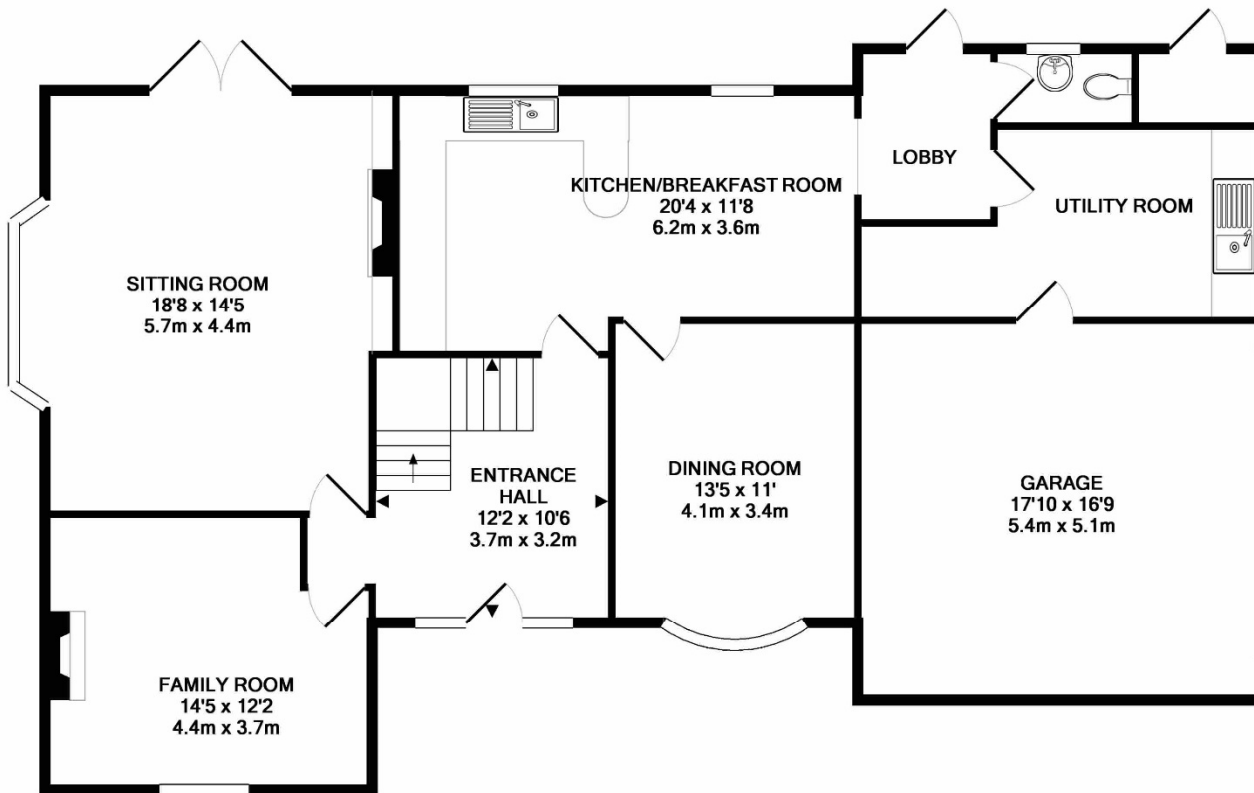 KITCHEN/BREAKFAST ROOM
20'4 x 11'8
6.2m x 3.6m
LOBBY
UTILITY ROOM
SITTING ROOM
18'8 x 14'5
5.7m x 4.4m
ENTRANCE
HALL
12'2 x 10'6
3.7m x 3.2m
DINING ROOM
13'5 x 11'
4.1m x 3.4m
GARAGE
17'10 x 16'9
5.4m x 5.1m
FAMILY ROOM
14'5 x 12'2
4.4m x 3.7m